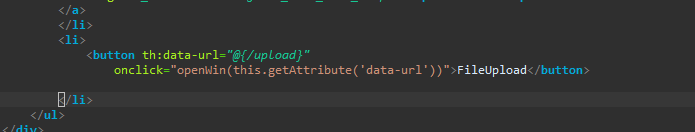 </a>
</li>
<li>
<button th:data-url="@{/upload}"
onclick="openWin(this.getAttribute('data-url'))">FileUpload</button>
</li>
</ul>
</div>